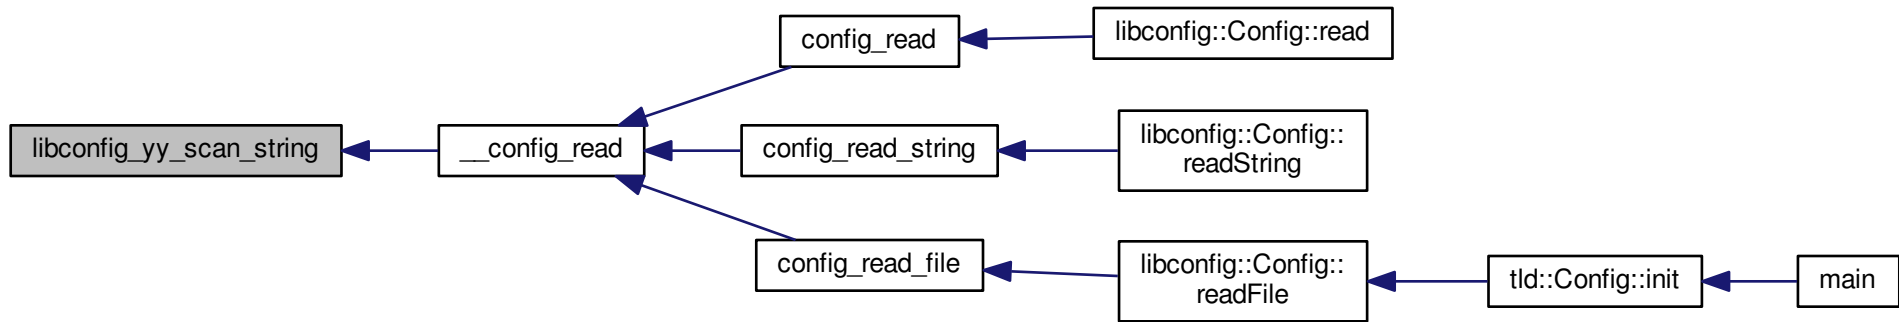 libconfig_yy_scan_string
__config_read
config_read
libconfig::Config::read
config_read_string
libconfig::Config::
readString
config_read_file
libconfig::Config::
readFile
tld::Config::init
main